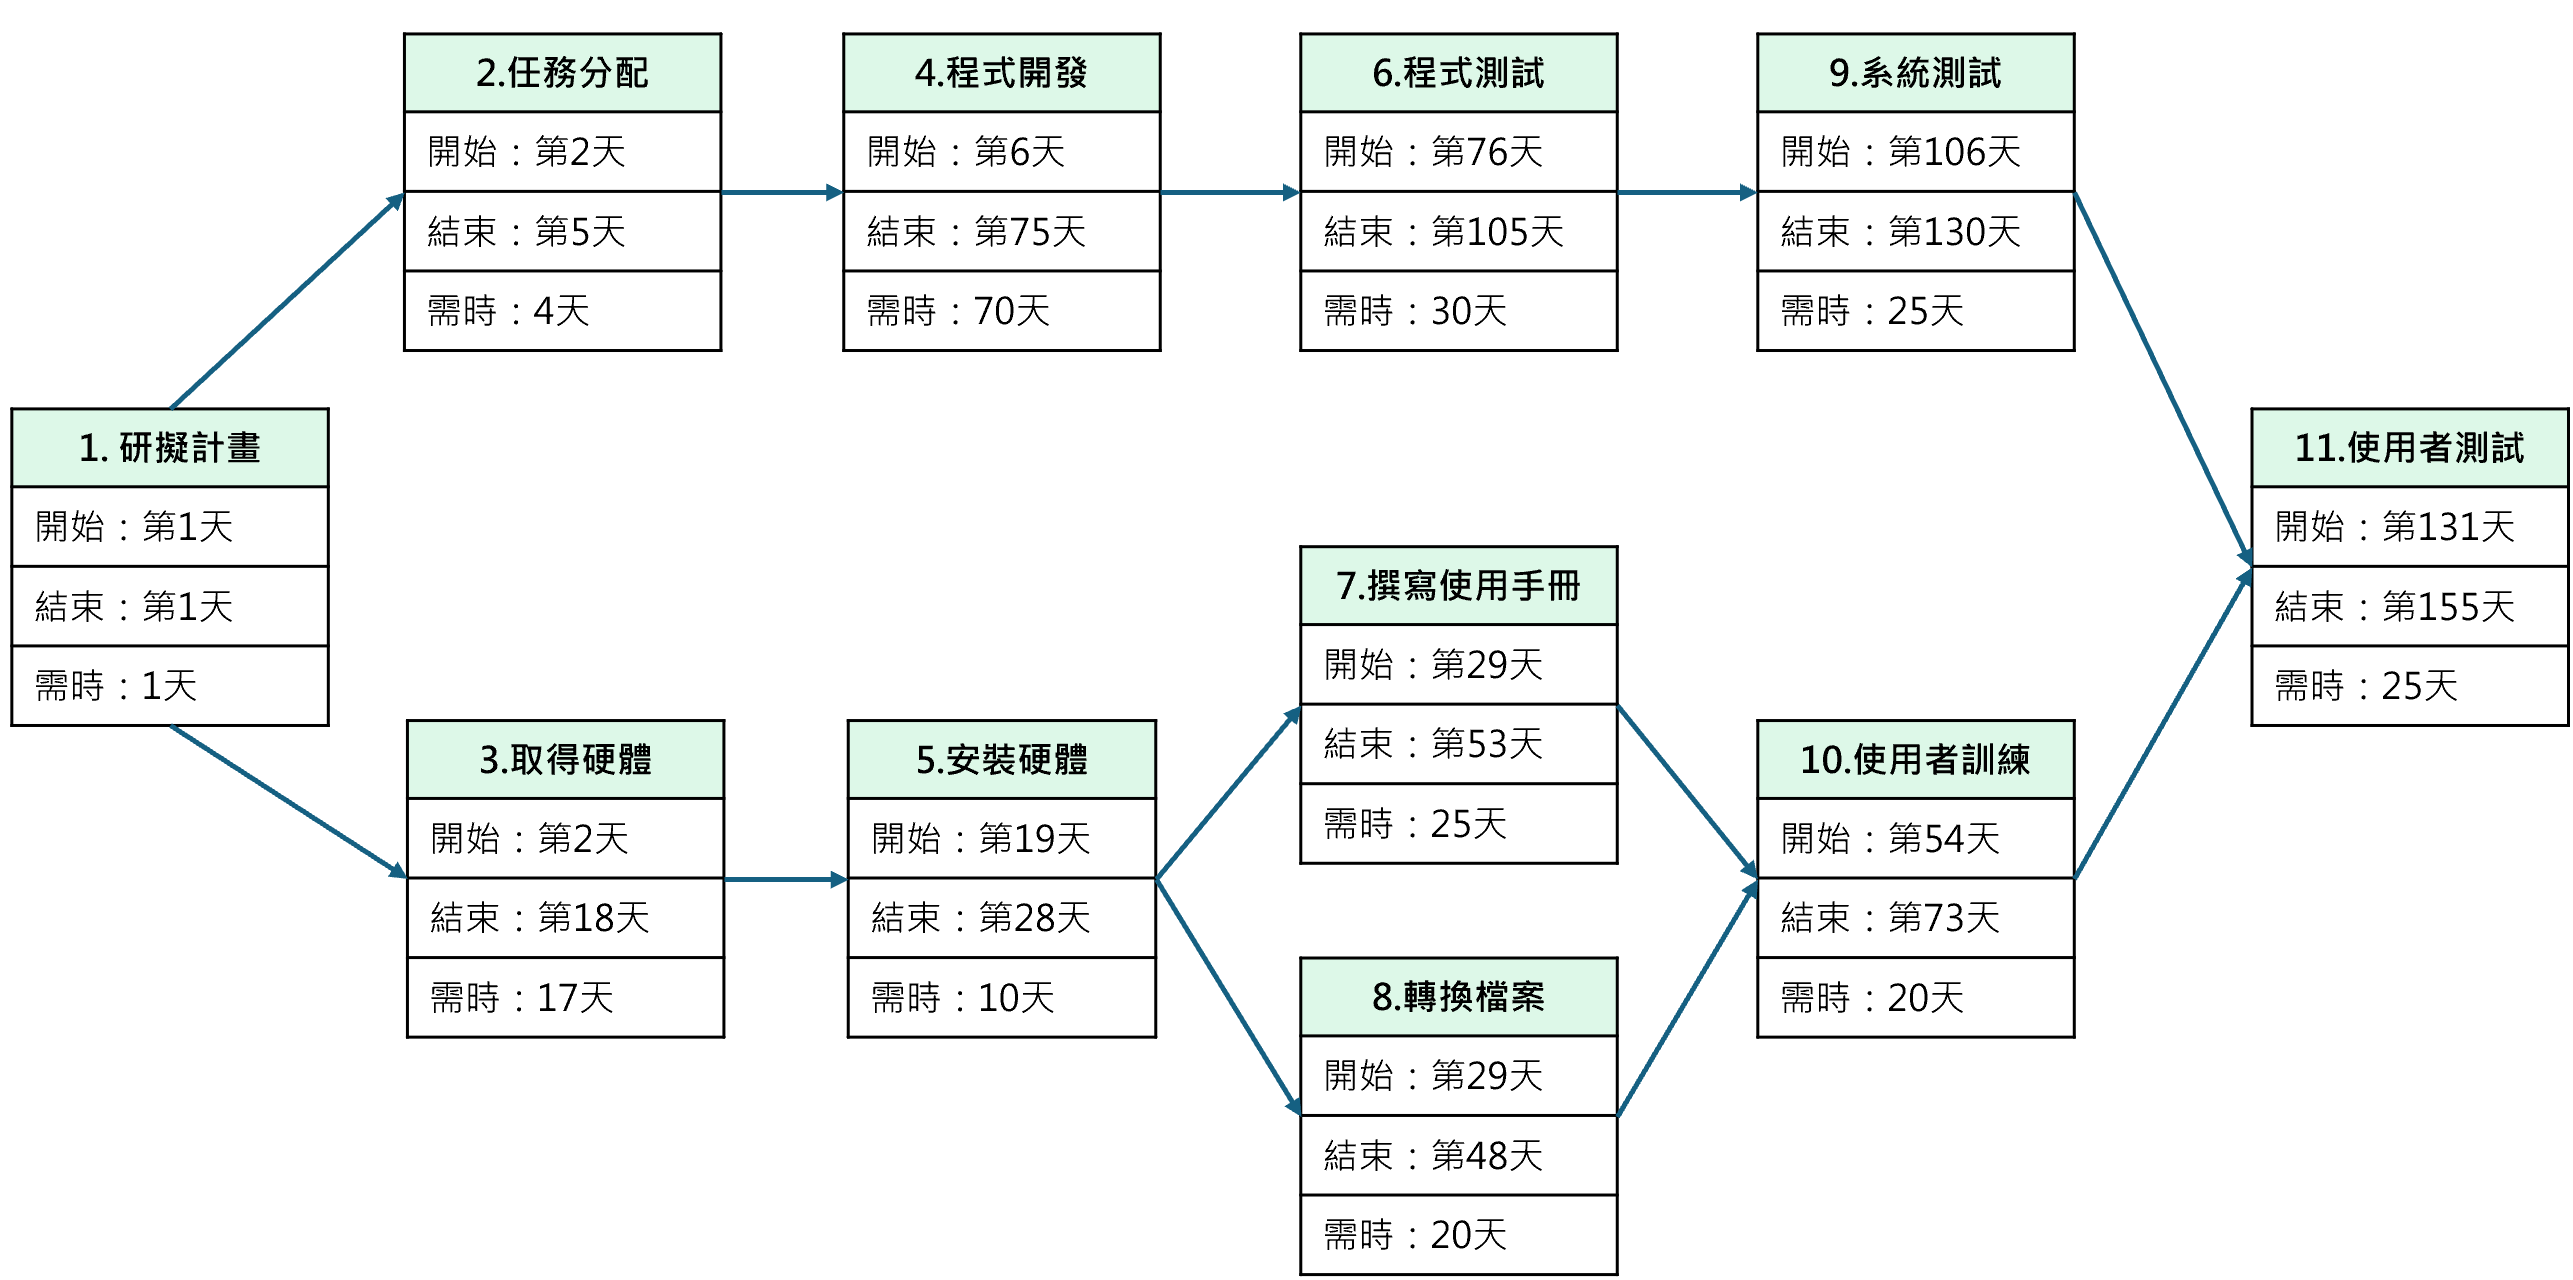 1. 研擬計畫
開始：第1天
結束：第1天
需時：1天
2.任務分配
開始：第2天
結束：第5天
需時：4天
3.取得硬體
開始：第2天
結束：第18天
需時：17天
4.程式開發
開始：第6天
結束：第75天
需時：70天
5.安裝硬體
開始：第19天
結束：第28天
需時：10天
6.程式測試
開始：第76天
結束：第105天
需時：30天
7.撰寫使用手冊
開始：第29天
結束：第53天
需時：25天
8.轉換檔案
開始：第29天
結束：第48天
需時：20天
9.系統測試
開始：第106天
結束：第130天
需時：25天
10.使用者訓練
開始：第54天
結束：第73天
需時：20天
11.使用者測試
開始：第131天
結束：第155天
需時：25天